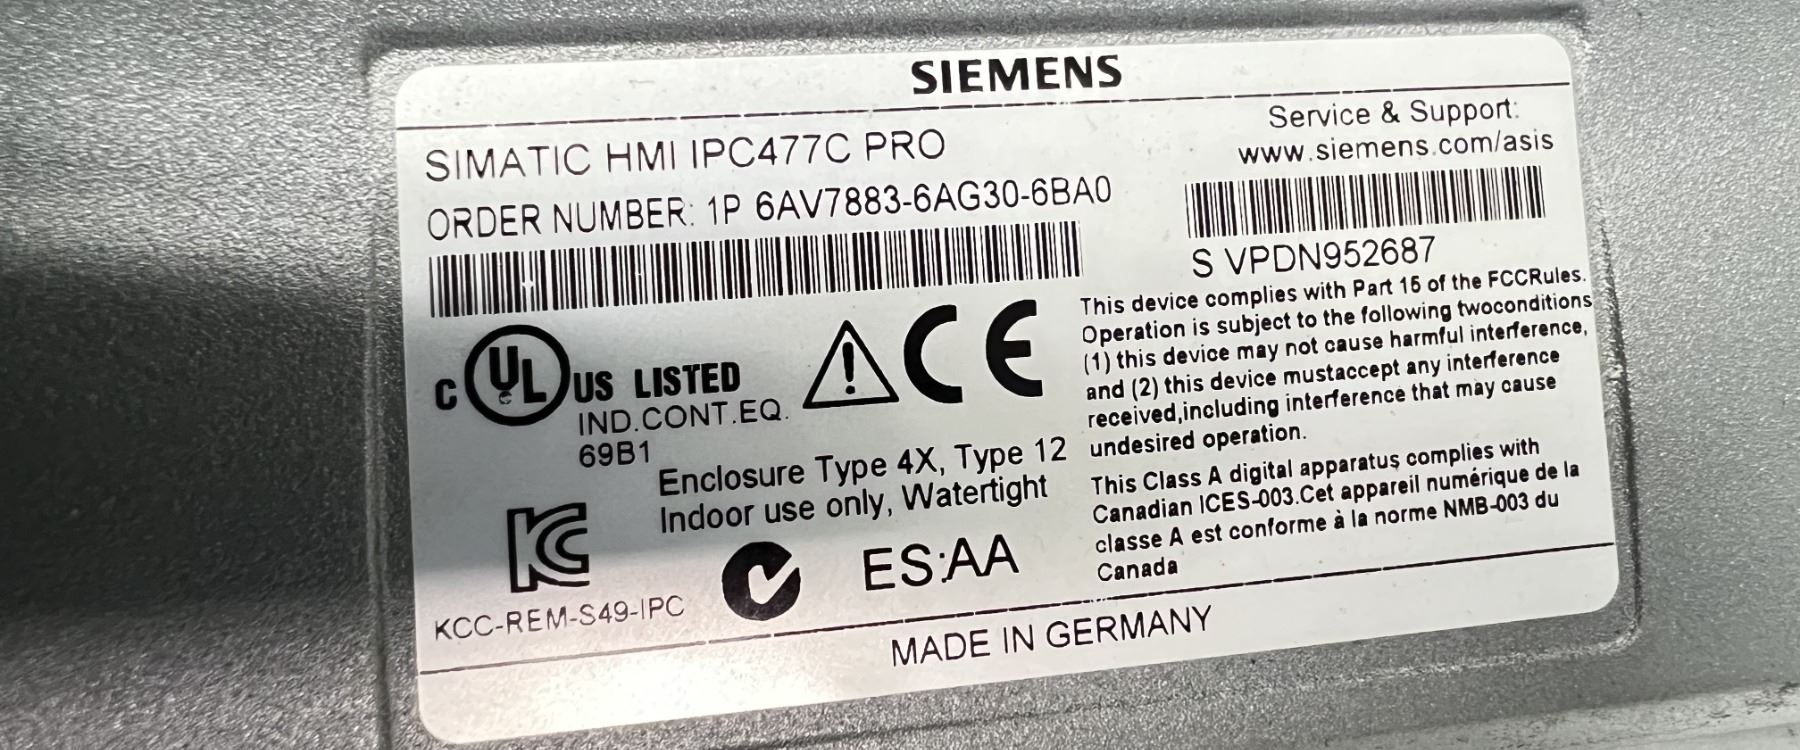 SIEMENS
SIMATIC HMI IPC477C PRO
ORDER NUMBER: 1P 6AV7883-6AG30-6BA0
Service & Support:
www.siemens.com/asis
S VPDN952687
C UL US LISTED
IND.CONT.EQ.
69B1
CE
Enclosure Type 4X, Type 12
Indoor use only, Watertight
KCC-REM-S49-IPC
ES:AA
This device complies with Part 15 of the FCCRules.
Operation is subject to the following twoconditions
(1) this device may not cause harmful interference,
and (2) this device mustaccept any interference
received,including interference that may cause
undesired operation.
This Class A digital apparatus complies with
Canadian ICES-003.Cet appareil numérique de la
classe A est conforme à la norme NMB-003 du
Canada
MADE IN GERMANY